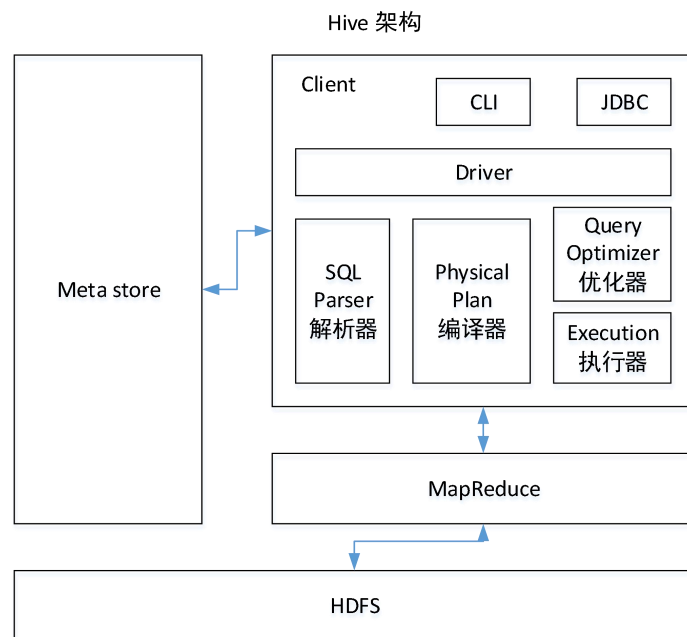 Hive 架构
Client
CLI
JDBC
Driver
Meta store
SQL
Parser
解析器
Physical
Plan
编译器
Query
Optimizer
优化器
Execution
执行器
MapReduce
HDFS